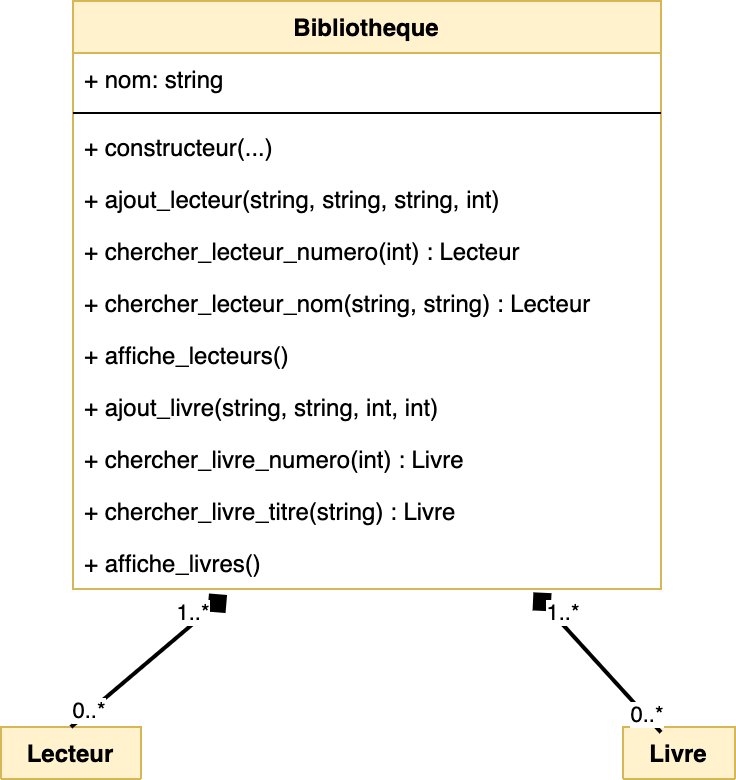 Bibliotheque
+ nom: string
+ constructeur(...)
+ ajout_lecteur(string, string, string, int)
+ chercher_lecteur_numero(int) : Lecteur
+ chercher_lecteur_nom(string, string) : Lecteur
+ affiche_lecteurs()
+ ajout_livre(string, string, int, int)
+ chercher_livre_numero(int) : Livre
+ chercher_livre_titre(string) : Livre
+ affiche_livres()
1..*
1..*
0..*
0..*
Lecteur
Livre